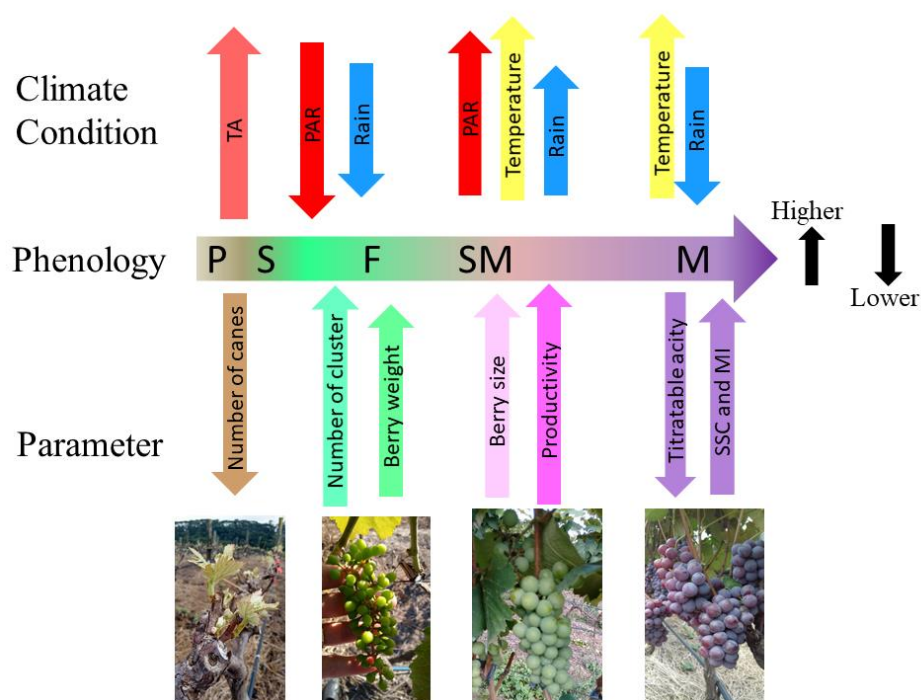 Climate
Condition
TA
PAR
Rain
PAR
Temperature
Rain
Temperature
Rain
Higher
Lower
Phenology
P S F SM M
Parameter
Number of canes
Number of cluster
Berry weight
Berry size
Productivity
Titratable acity
SSC and MI